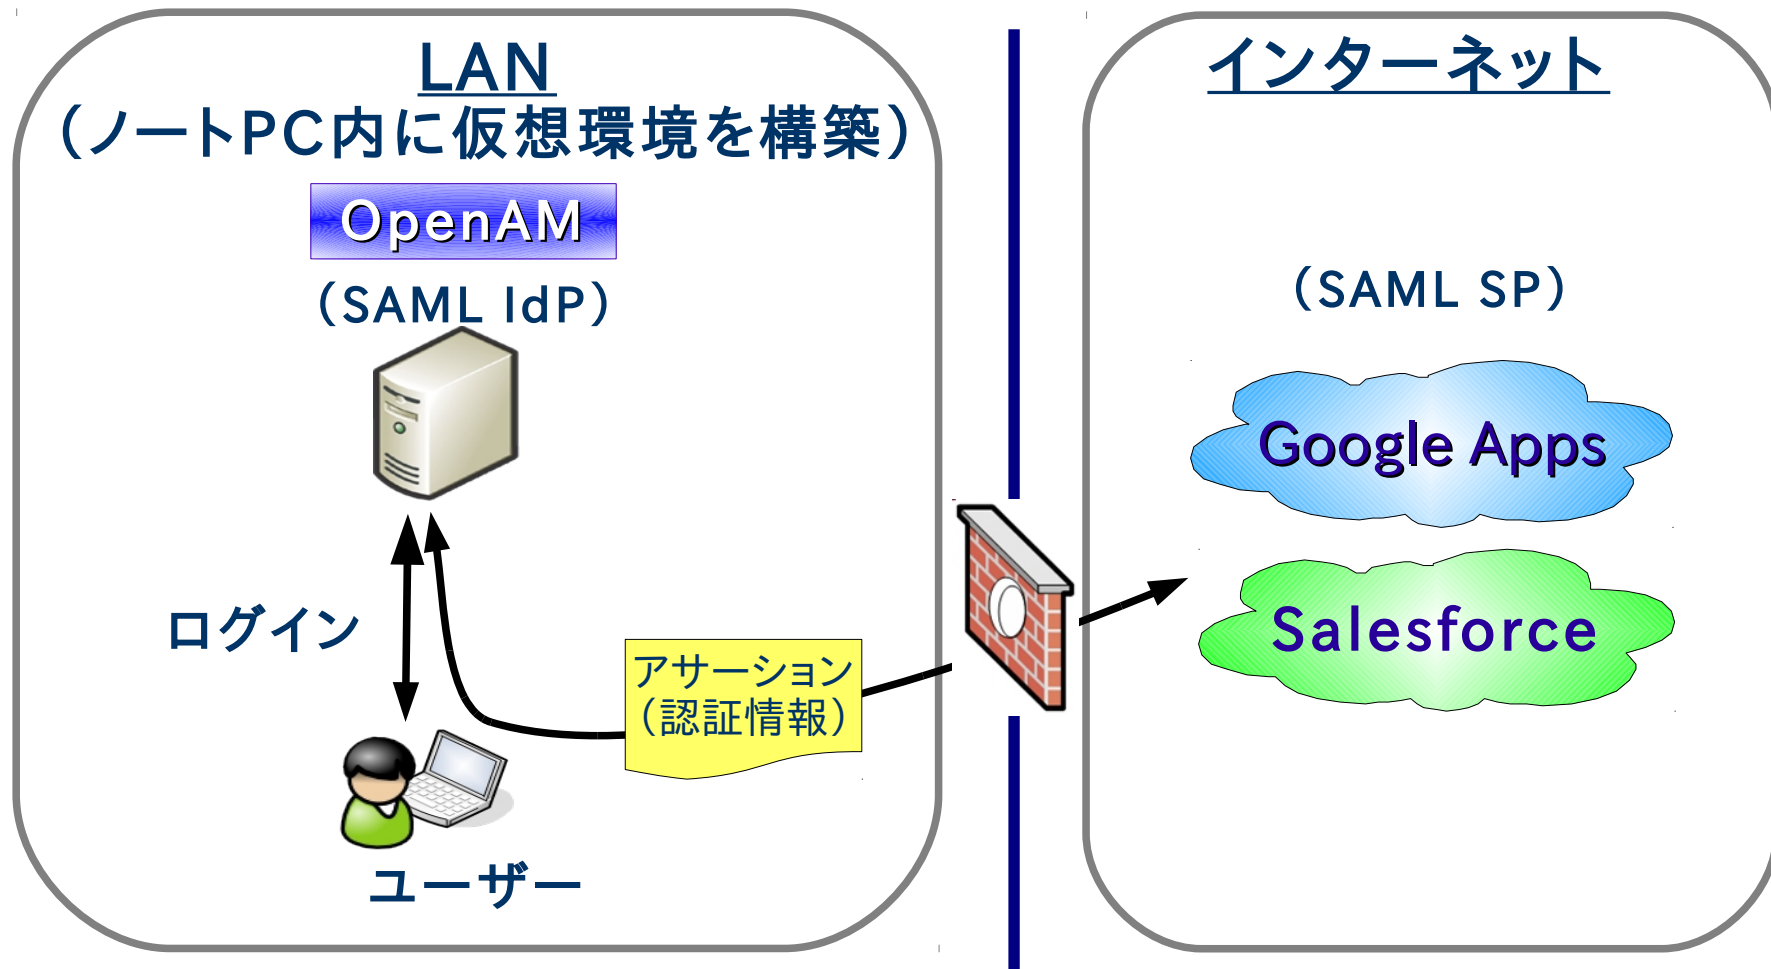 LAN
（ノートPC内に仮想環境を構築）
OpenAM
（SAML IdP）
ログイン
アサーション
（認証情報）
ユーザー
インターネット
（SAML SP）
Google Apps
Salesforce